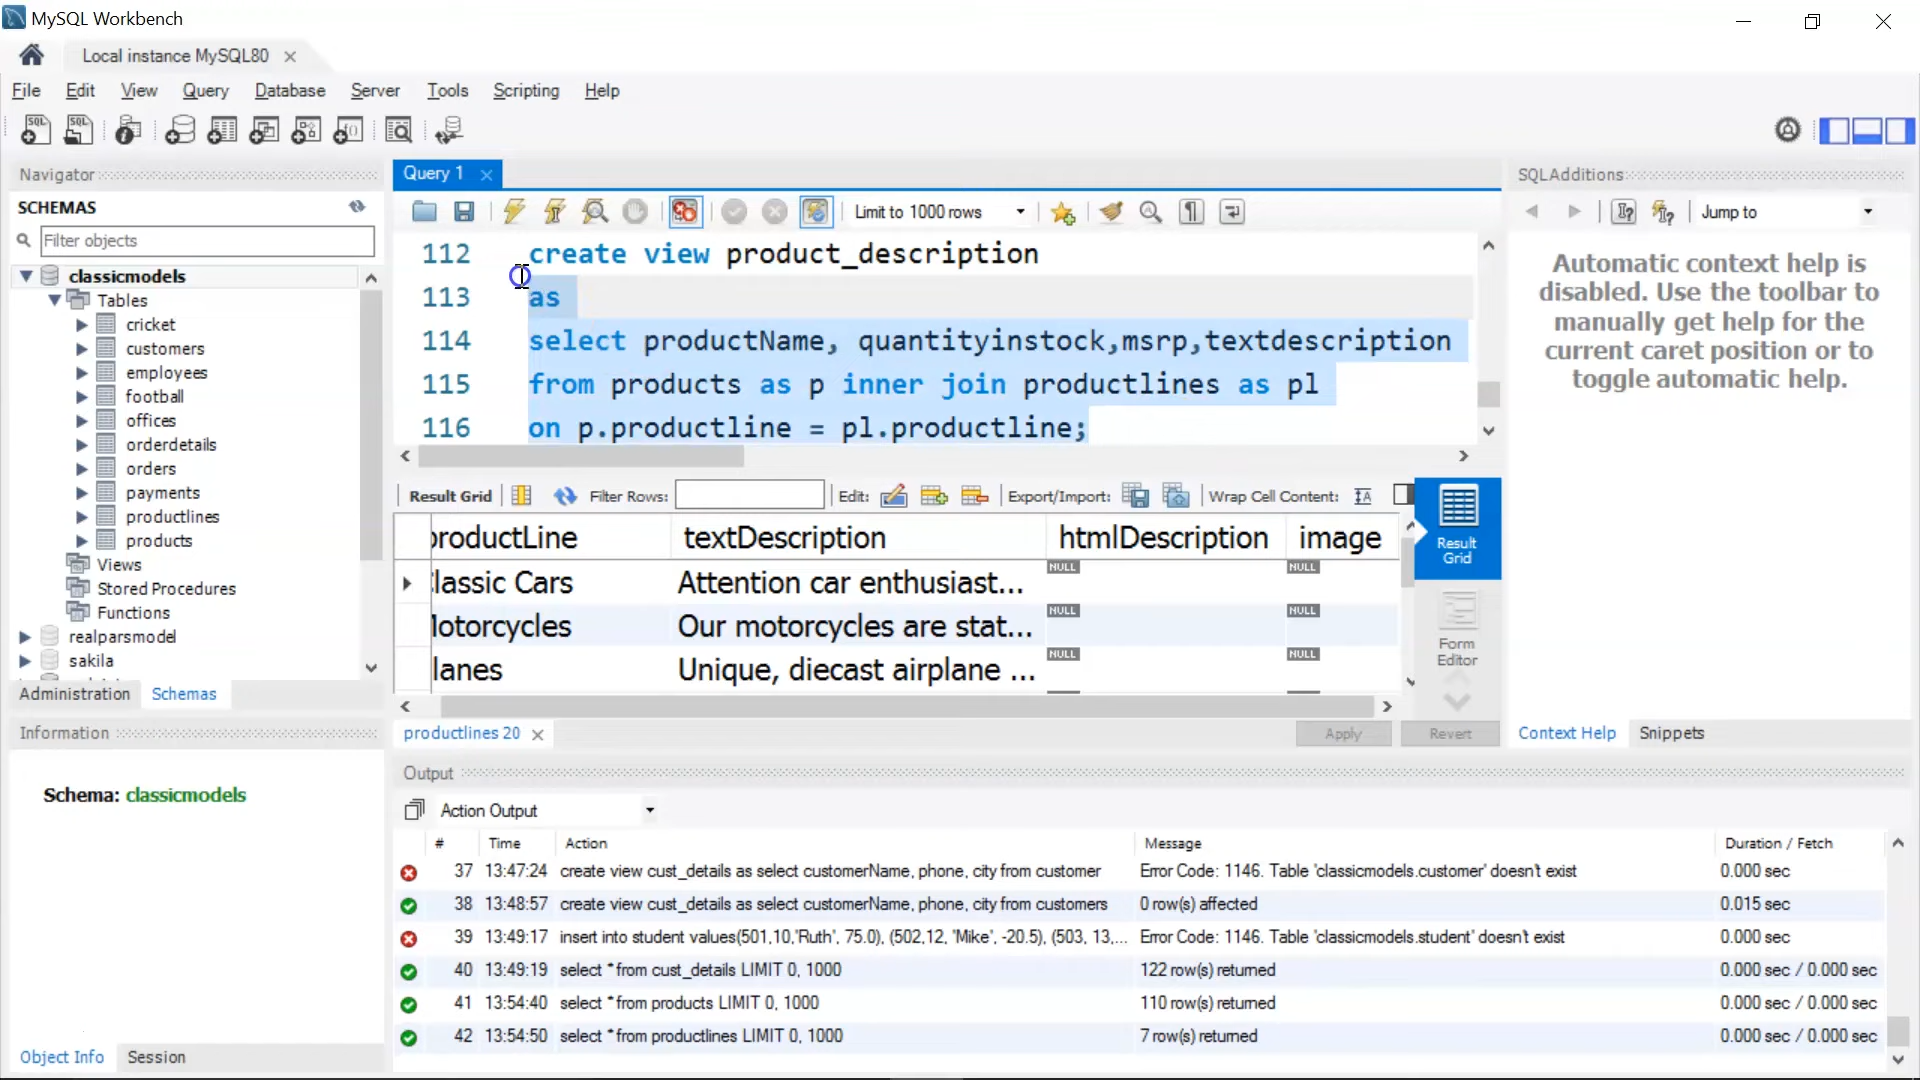 MySQL Workbench
Local instance MySQL80
File Edit View Query Database Server Tools Scripting Help
Navigator
SCHEMAS
Filter objects
classicmodels
Tables
cricket
customers
employees
football
offices
orderdetails
orders
payments
productlines
products
Views
Stored Procedures
Functions
realparsmodel
sakila
Administration Schemas
Information
Schema: classicmodels
Object Info Session
Query 1
Limit to 1000 rows
112 create view product_description
113 as
114 select productName, quantityinstock,msrp,textdescription
115 from products as p inner join productlines as pl
116 on p.productline = pl.productline;
Result Grid Filter Rows: Edit: Export/Import: Wrap Cell Content:
productLine textDescription htmlDescription image
Classic Cars Attention car enthusiast... NULL NULL
Motorcycles Our motorcycles are stat... NULL NULL
Planes Unique, diecast airplane ... NULL NULL
Result Grid
Form Editor
productlines 20 Apply Revert
SQLAdditions
Jump to
Automatic context help is
disabled. Use the toolbar to
manually get help for the
current caret position or to
toggle automatic help.
Context Help Snippets
Output
Action Output
# Time Action Message Duration / Fetch
37 13:47:24 create view cust_details as select customerName, phone, city from customer Error Code: 1146. Table 'classicmodels.customer' doesn't exist 0.000 sec
38 13:48:57 create view cust_details as select customerName, phone, city from customers 0 row(s) affected 0.015 sec
39 13:49:17 insert into student values(501,10,'Ruth', 75.0), (502,12, 'Mike', -20.5), (503, 13,... Error Code: 1146. Table 'classicmodels.student' doesn't exist 0.000 sec
40 13:49:19 select * from cust_details LIMIT 0, 1000 122 row(s) returned 0.000 sec / 0.000 sec
41 13:54:40 select * from products LIMIT 0, 1000 110 row(s) returned 0.000 sec / 0.000 sec
42 13:54:50 select * from productlines LIMIT 0, 1000 7 row(s) returned 0.000 sec / 0.000 sec